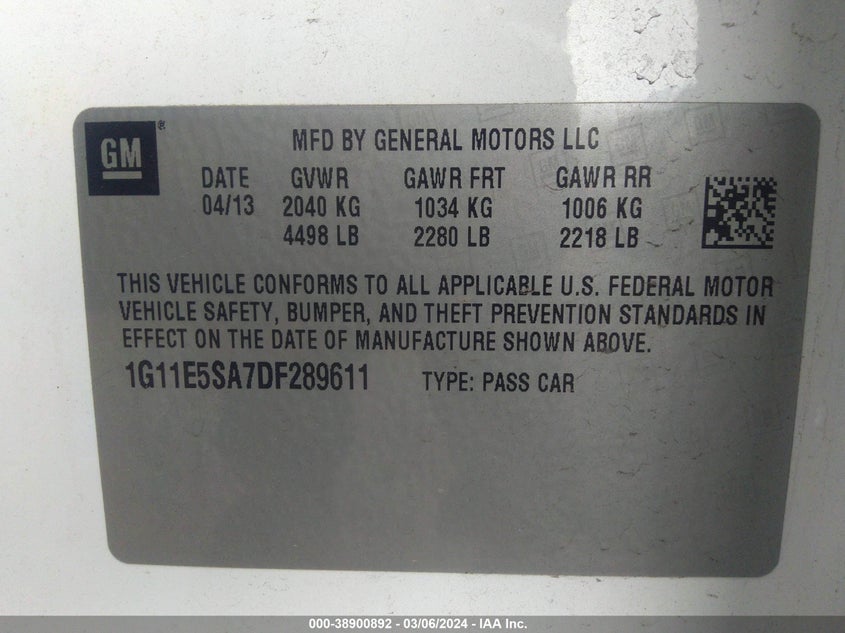 GM®
MFD BY GENERAL MOTORS LLC
DATE GVWR GAWR FRT GAWR RR
04/13 2040 KG 1034 KG 1006 KG
4498 LB 2280 LB 2218 LB
THIS VEHICLE CONFORMS TO ALL APPLICABLE U.S. FEDERAL MOTOR
VEHICLE SAFETY, BUMPER, AND THEFT PREVENTION STANDARDS IN
EFFECT ON THE DATE OF MANUFACTURE SHOWN ABOVE.
1G11E5SA7DF289611 TYPE: PASS CAR
000-38900892 - 03/06/2024 - IAA Inc.